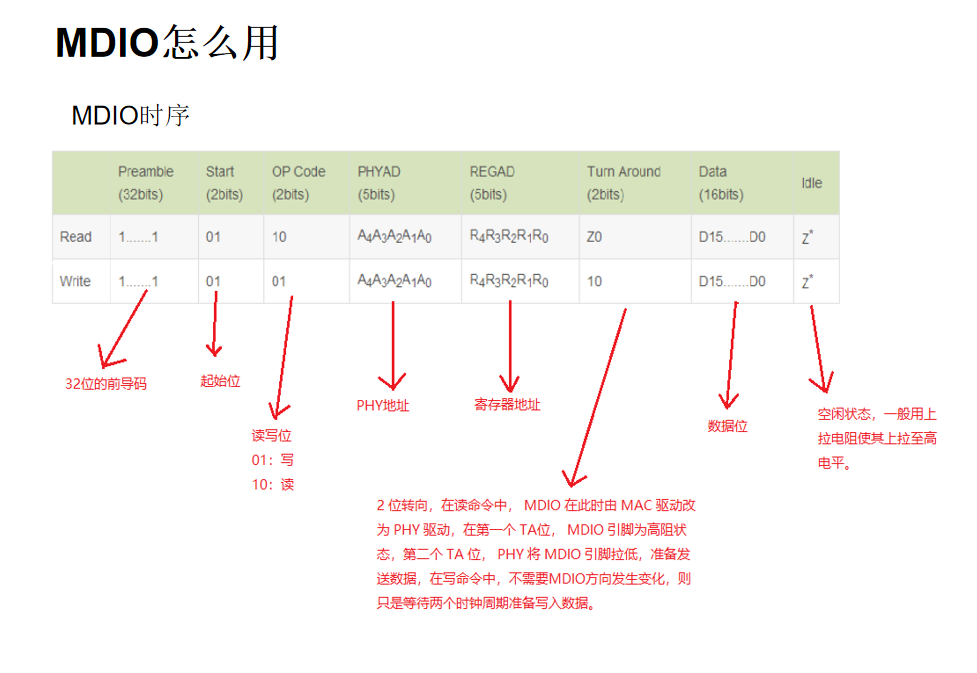 MDIO怎么用
MDIO时序
Preamble Start OP Code PHYAD REGAD Turn Around Data Idle
(32bits) (2bits) (2bits) (5bits) (5bits) (2bits) (16bits)
Read 1.......1 01 10 A4A3A2A1A0 R4R3R2R1R0 Z0 D15.......D0 Z*
Write 1.......1 01 01 A4A3A2A1A0 R4R3R2R1R0 10 D15.......D0 Z*
32位的前导码
起始位
读写位
01：写
10：读
PHY地址
寄存器地址
2 位转向，在读命令中， MDIO 在此时由 MAC 驱动改
为 PHY 驱动，在第一个 TA位， MDIO 引脚为高阻状
态，第二个 TA 位， PHY 将 MDIO 引脚拉低，准备发
送数据，在写命令中，不需要MDIO方向发生变化，则
只是等待两个时钟周期准备写入数据。
数据位
空闲状态，一般用上
拉电阻使其上拉至高
电平。